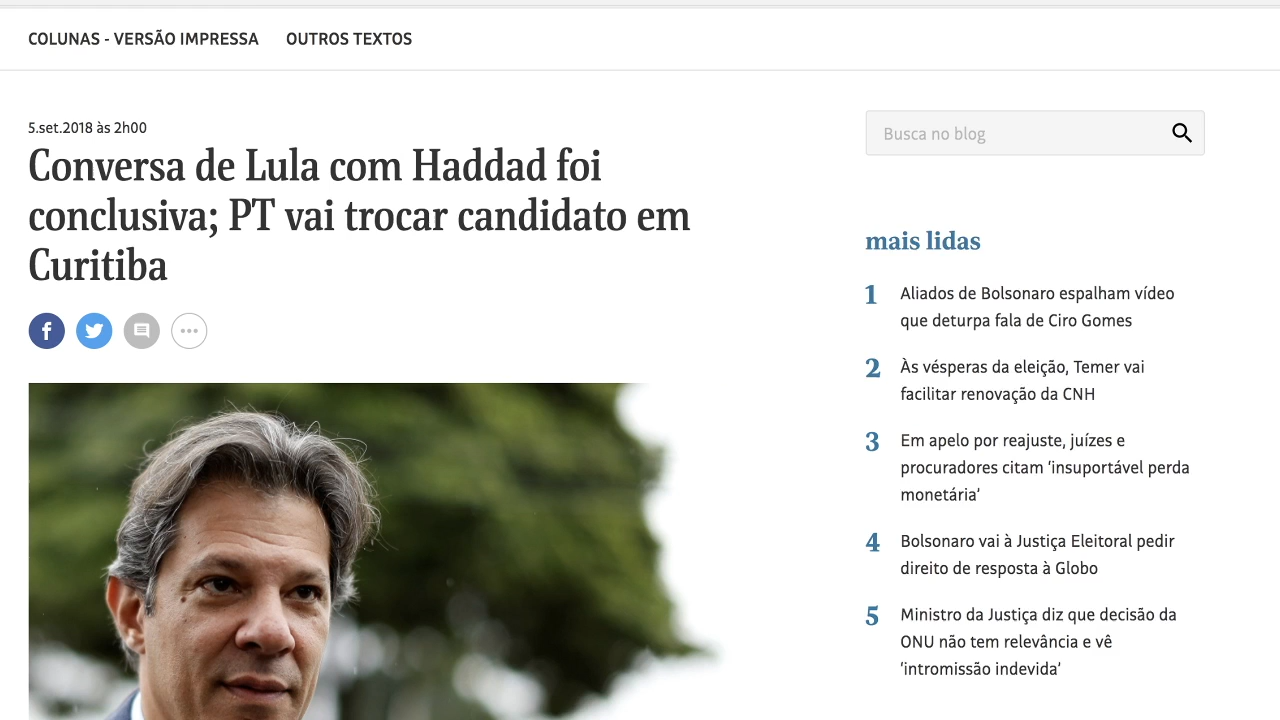 COLUNAS - VERSÃO IMPRESSA OUTROS TEXTOS
5.set.2018 às 2h00
Conversa de Lula com Haddad foi
conclusiva; PT vai trocar candidato em
Curitiba
Busca no blog
mais lidas
1 Aliados de Bolsonaro espalham vídeo
que deturpa fala de Ciro Gomes
2 Às vésperas da eleição, Temer vai
facilitar renovação da CNH
3 Em apelo por reajuste, juízes e
procuradores citam ‘insuportável perda
monetária’
4 Bolsonaro vai à Justiça Eleitoral pedir
direito de resposta à Globo
5 Ministro da Justiça diz que decisão da
ONU não tem relevância e vê
‘intromissão indevida’